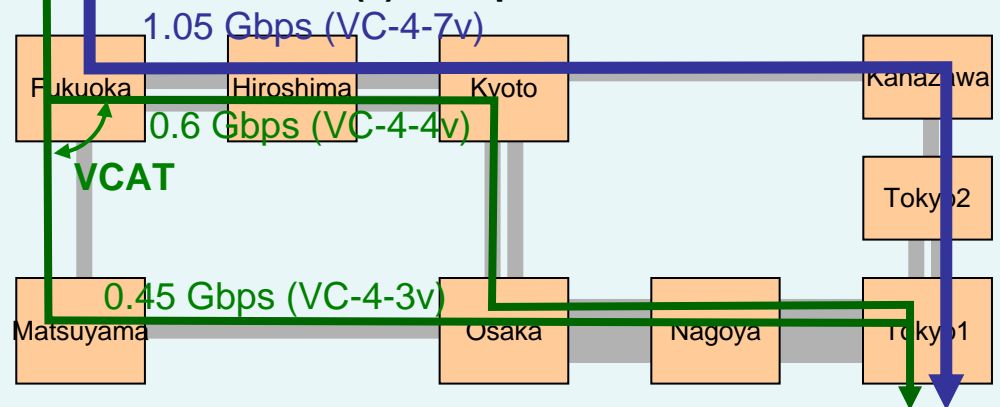 1.05 Gbps (VC-4-7v)
Fukuoka
Hiroshima
Kyoto
Kanazawa
0.6 Gbps (VC-4-4v)
VCAT
Tokyo2
0.45 Gbps (VC-4-3v)
Matsuyama
Osaka
Nagoya
Tokyo1